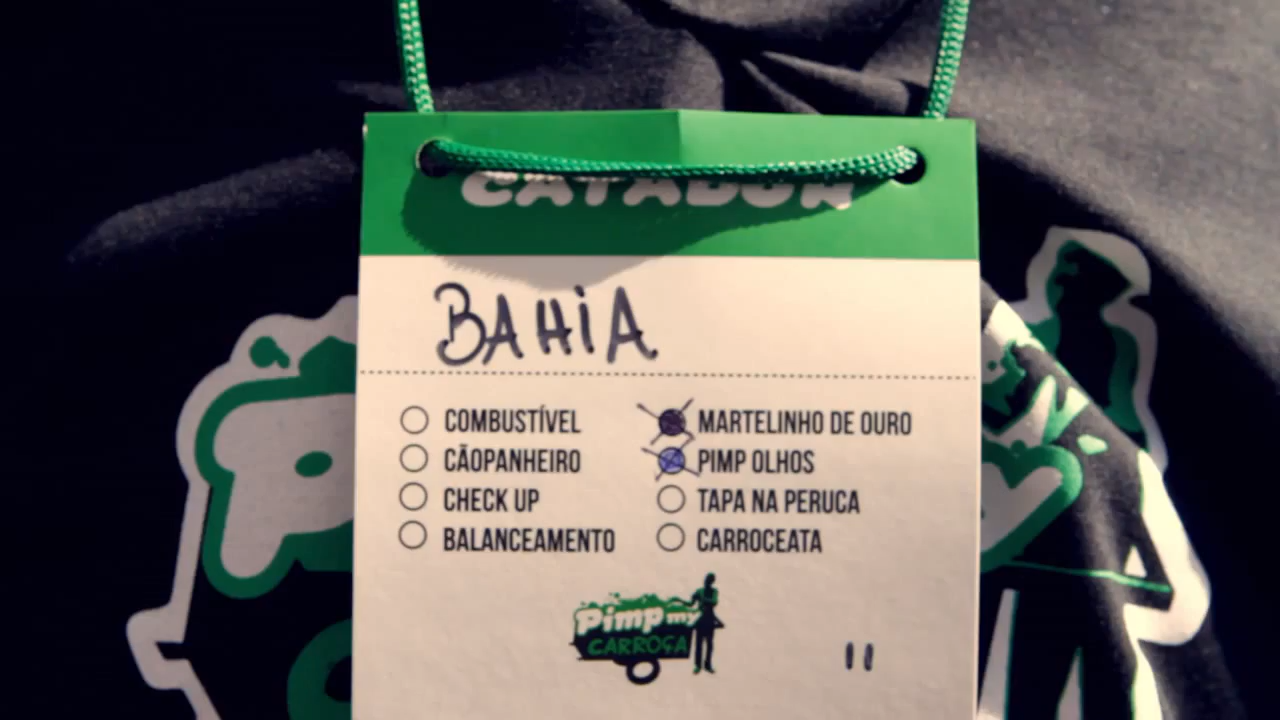 CATADOR
BAHIA
COMBUSTÍVEL
CÃOPANHEIRO
CHECK UP
BALANCEAMENTO
MARTELINHO DE OURO
PIMP OLHOS
TAPA NA PERUCA
CARROCEATA
Pimp my
CARROÇA
11